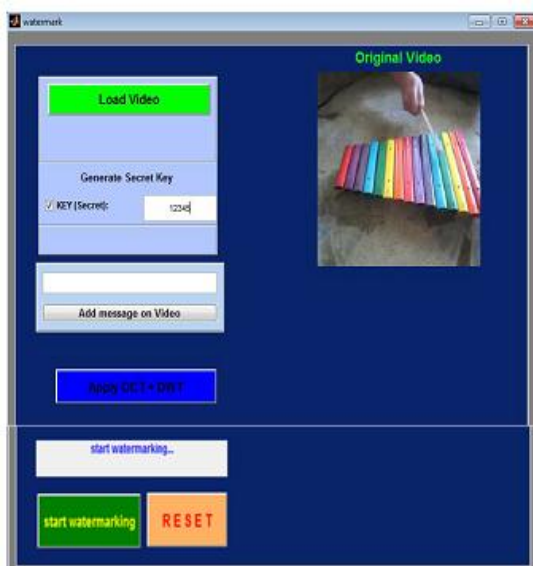 watermark
Original Video
Load Video
Generate Secret Key
KEY (Secret):
12345
Add message on Video
Apply DCT + DWT
start watermarking...
start watermarking
RESET